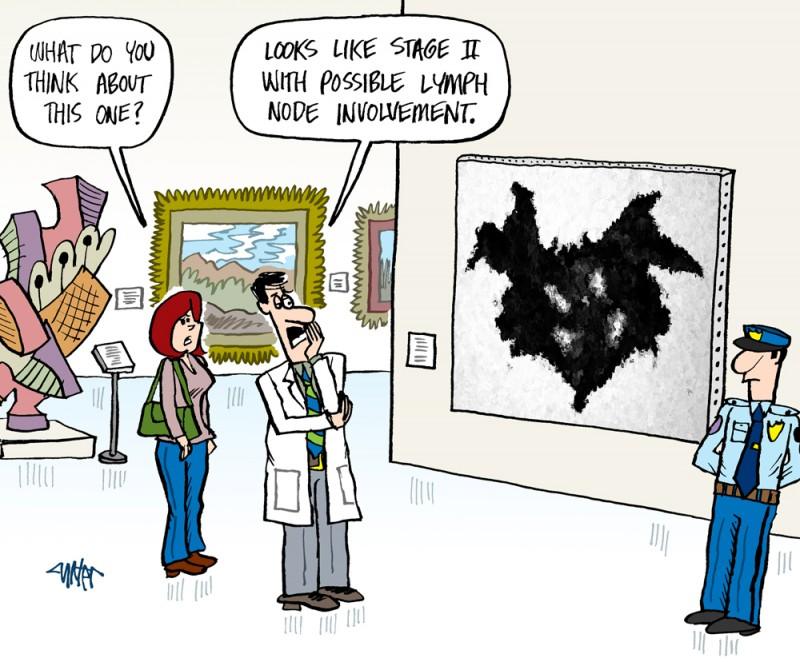 WHAT DO YOU
THINK ABOUT
THIS ONE?
LOOKS LIKE STAGE II
WITH POSSIBLE LYMPH
NODE INVOLVEMENT.